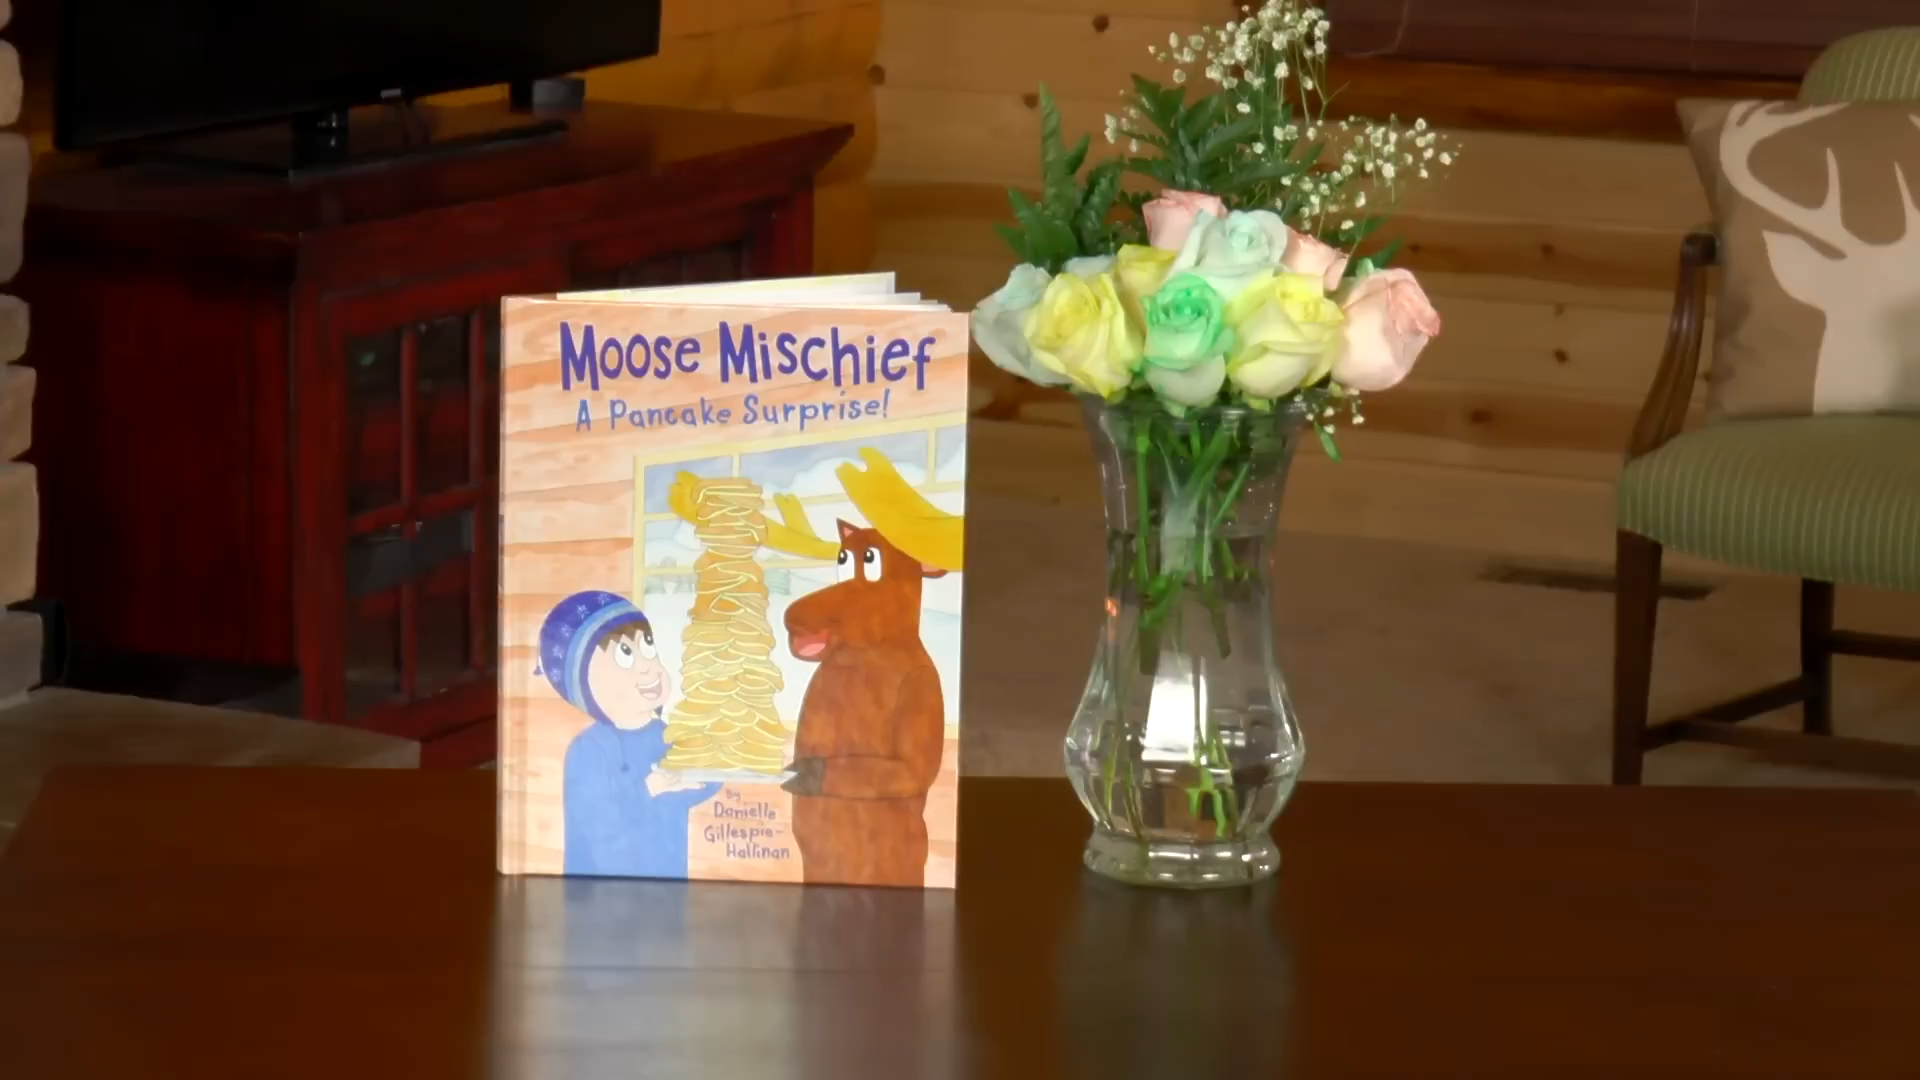 Moose Mischief
A Pancake Surprise!
By
Danielle
Gillespie-
Hallinan